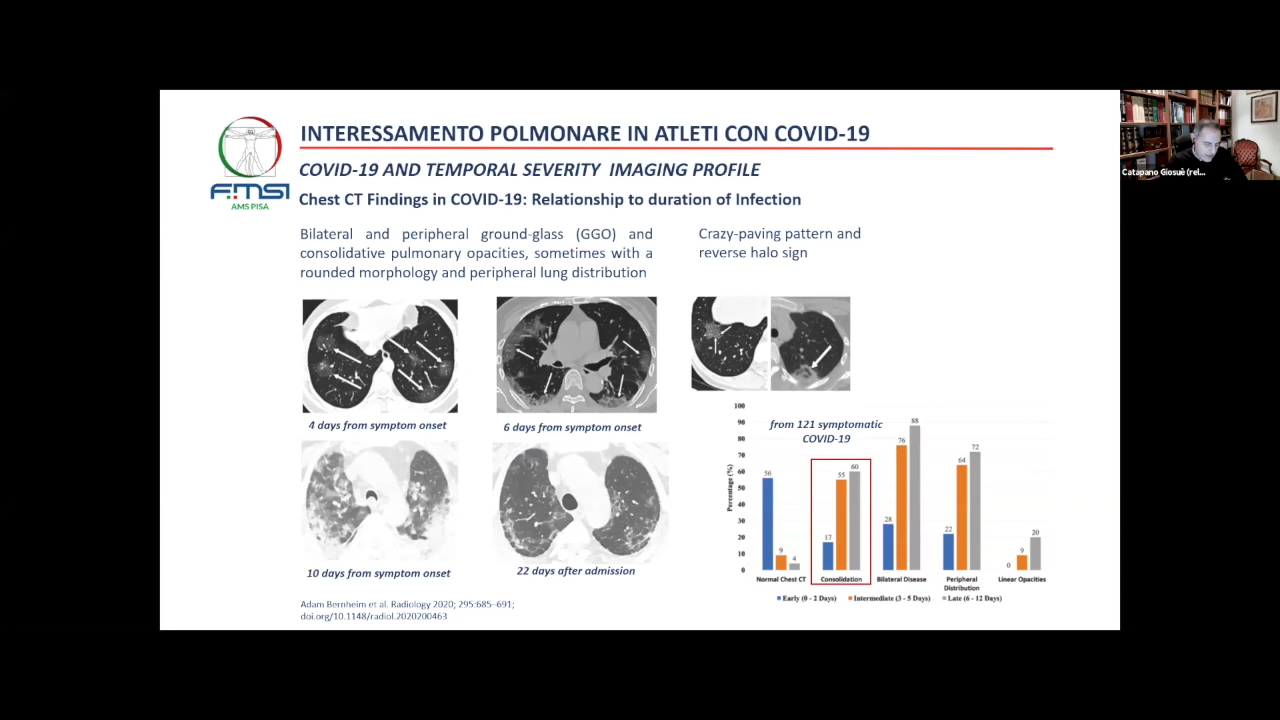 INTERESSAMENTO POLMONARE IN ATLETI CON COVID-19
FMSI
AMS PISA
COVID-19 AND TEMPORAL SEVERITY IMAGING PROFILE
Chest CT Findings in COVID-19: Relationship to duration of Infection
Bilateral and peripheral ground-glass (GGO) and
consolidative pulmonary opacities, sometimes with a
rounded morphology and peripheral lung distribution
Crazy-paving pattern and
reverse halo sign
4 days from symptom onset
6 days from symptom onset
10 days from symptom onset
22 days after admission
from 121 symptomatic
COVID-19
Percentage (%)
100
90
80
70
60
50
40
30
20
10
0
56
9
4
17
55
60
28
76
88
22
64
72
0
9
20
Normal Chest CT
Consolidation
Bilateral Disease
Peripheral
Distribution
Linear Opacities
Early (0 - 2 Days)
Intermediate (3 - 5 Days)
Late (6 - 12 Days)
Adam Bernheim et al. Radiology 2020; 295:685–691;
doi.org/10.1148/radiol.2020200463
Catapano Giosuè (rel...